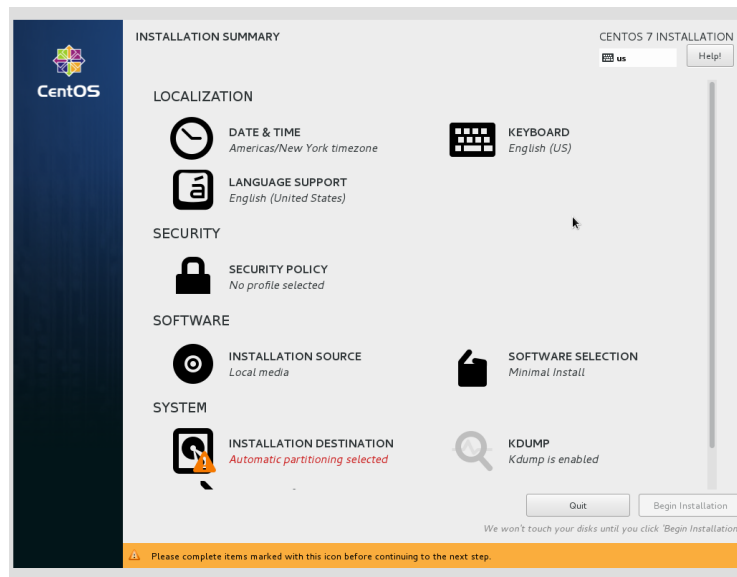 INSTALLATION SUMMARY
CENTOS 7 INSTALLATION
us
Help!
CentOS
LOCALIZATION
DATE & TIME
Americas/New York timezone
KEYBOARD
English (US)
á
LANGUAGE SUPPORT
English (United States)
SECURITY
SECURITY POLICY
No profile selected
SOFTWARE
INSTALLATION SOURCE
Local media
SOFTWARE SELECTION
Minimal Install
SYSTEM
INSTALLATION DESTINATION
Automatic partitioning selected
KDUMP
Kdump is enabled
Quit
Begin Installation
We won't touch your disks until you click 'Begin Installation
Please complete items marked with this icon before continuing to the next step.